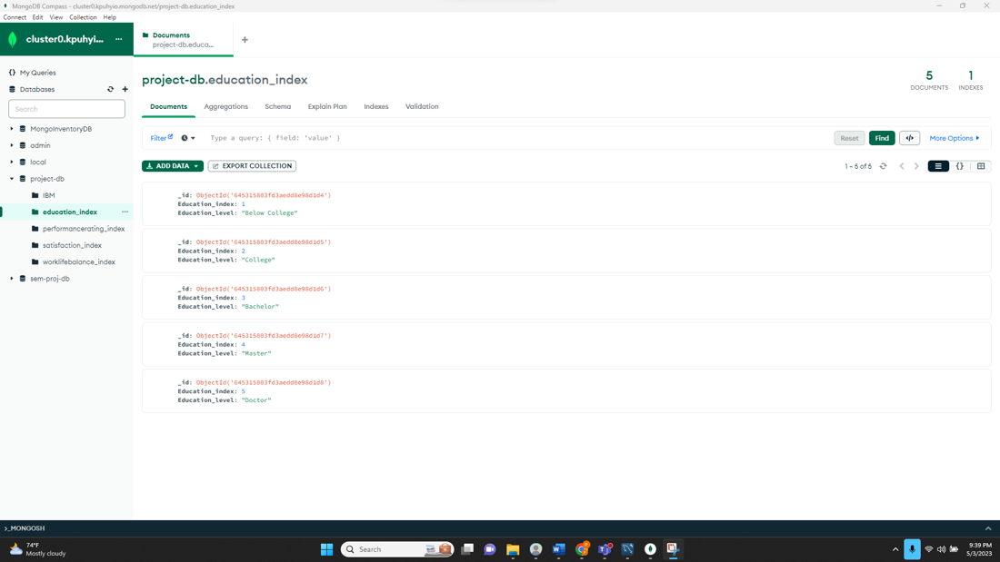 MongoDB Compass - cluster0.kpuhyio.mongodb.net/project-db.education_index
Connect Edit View Collection Help
cluster0.kpuhyi... ...
Documents
project-db.educa...
+
{} My Queries
Databases
Search
MongoInventoryDB
admin
local
project-db
IBM
education_index ...
performancerating_index
satisfaction_index
worklifebalance_index
sem-proj-db
project-db.education_index
5
DOCUMENTS
1
INDEXES
Documents Aggregations Schema Explain Plan Indexes Validation
Filter Type a query: { field: 'value' } Reset Find </> More Options
ADD DATA EXPORT COLLECTION 1 – 5 of 5 {}
_id: ObjectId('645315803fd3aedd8e98d1d4')
Education_index: 1
Education_level: "Below College"
_id: ObjectId('645315803fd3aedd8e98d1d5')
Education_index: 2
Education_level: "College"
_id: ObjectId('645315803fd3aedd8e98d1d6')
Education_index: 3
Education_level: "Bachelor"
_id: ObjectId('645315803fd3aedd8e98d1d7')
Education_index: 4
Education_level: "Master"
_id: ObjectId('645315803fd3aedd8e98d1d8')
Education_index: 5
Education_level: "Doctor"
>_MONGOSH
74°F
Mostly cloudy
Search
9:39 PM
5/3/2023